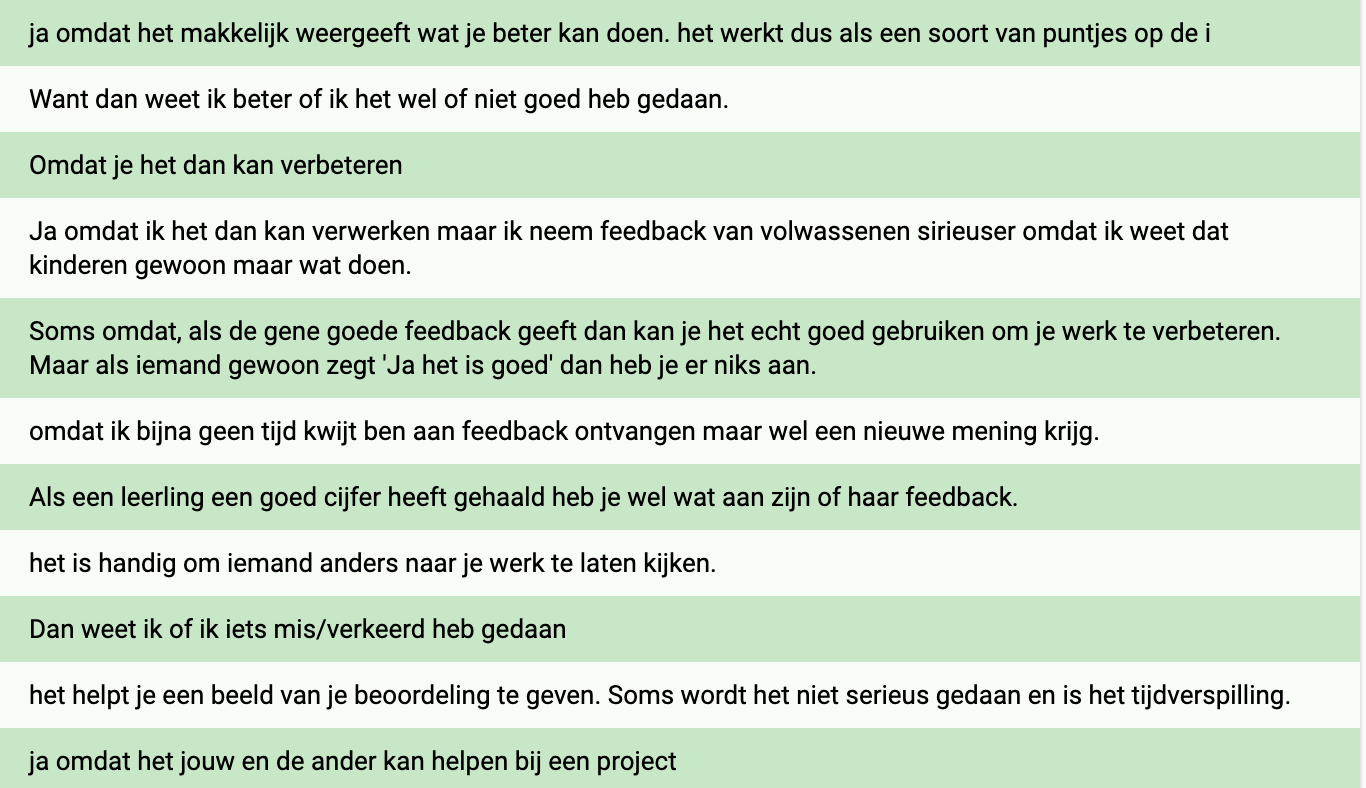 ja omdat het makkelijk weergeeft wat je beter kan doen. het werkt dus als een soort van puntjes op de i
Want dan weet ik beter of ik het wel of niet goed heb gedaan.
Omdat je het dan kan verbeteren
Ja omdat ik het dan kan verwerken maar ik neem feedback van volwassenen sirieuser omdat ik weet dat
kinderen gewoon maar wat doen.
Soms omdat, als de gene goede feedback geeft dan kan je het echt goed gebruiken om je werk te verbeteren.
Maar als iemand gewoon zegt 'Ja het is goed' dan heb je er niks aan.
omdat ik bijna geen tijd kwijt ben aan feedback ontvangen maar wel een nieuwe mening krijg.
Als een leerling een goed cijfer heeft gehaald heb je wel wat aan zijn of haar feedback.
het is handig om iemand anders naar je werk te laten kijken.
Dan weet ik of ik iets mis/verkeerd heb gedaan
het helpt je een beeld van je beoordeling te geven. Soms wordt het niet serieus gedaan en is het tijdverspilling.
ja omdat het jouw en de ander kan helpen bij een project